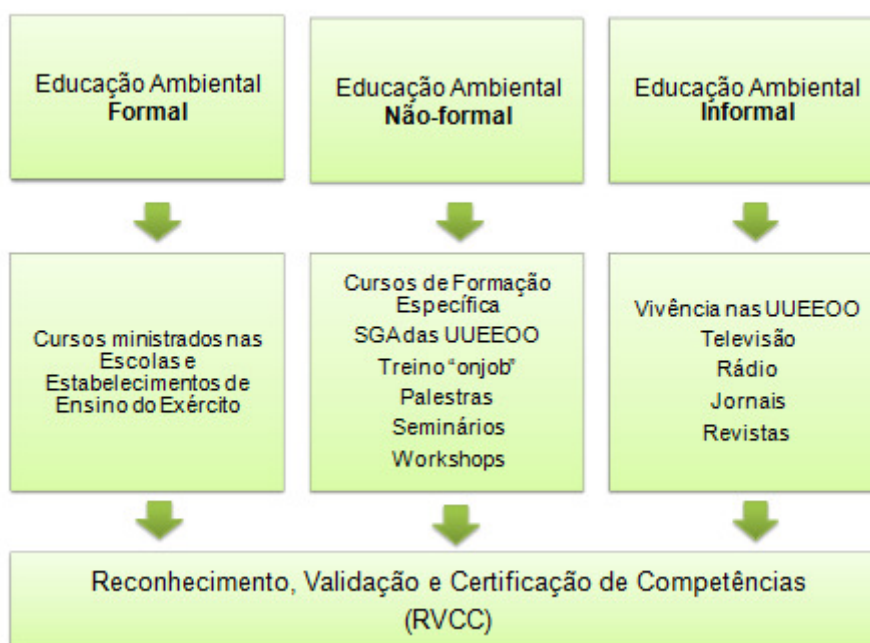 Educação Ambiental
Formal
Educação Ambiental
Não-formal
Educação Ambiental
Informal
Cursos ministrados nas
Escolas e
Estabelecimentos de
Ensino do Exército
Cursos de Formação
Específica
SGA das UUEEOO
Treino “onjob”
Palestras
Seminários
Workshops
Vivência nas UUEEOO
Televisão
Rádio
Jornais
Revistas
Reconhecimento, Validação e Certificação de Competências
(RVCC)